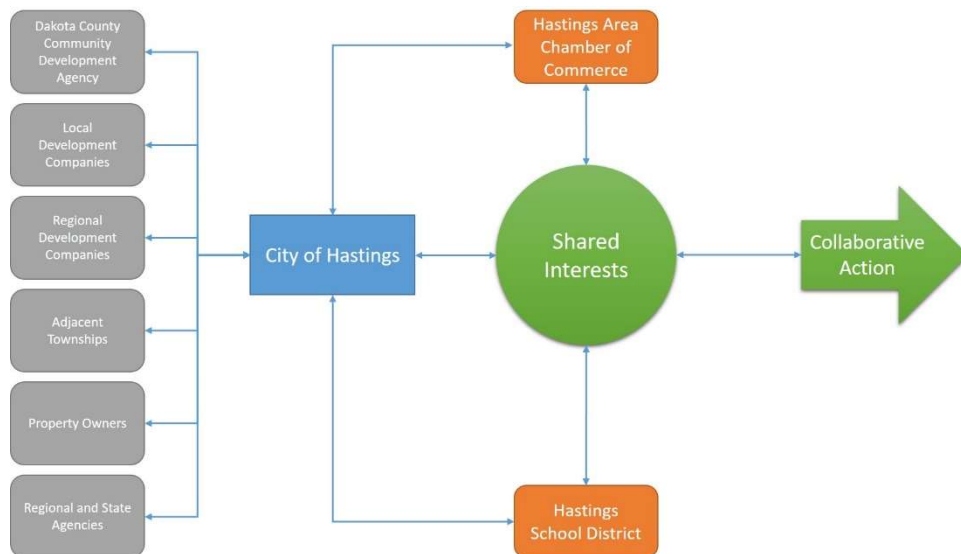 Dakota County
Community
Development
Agency
Local
Development
Companies
Regional
Development
Companies
Adjacent
Townships
Property Owners
Regional and State
Agencies
City of Hastings
Hastings Area
Chamber of
Commerce
Shared
Interests
Hastings
School District
Collaborative
Action